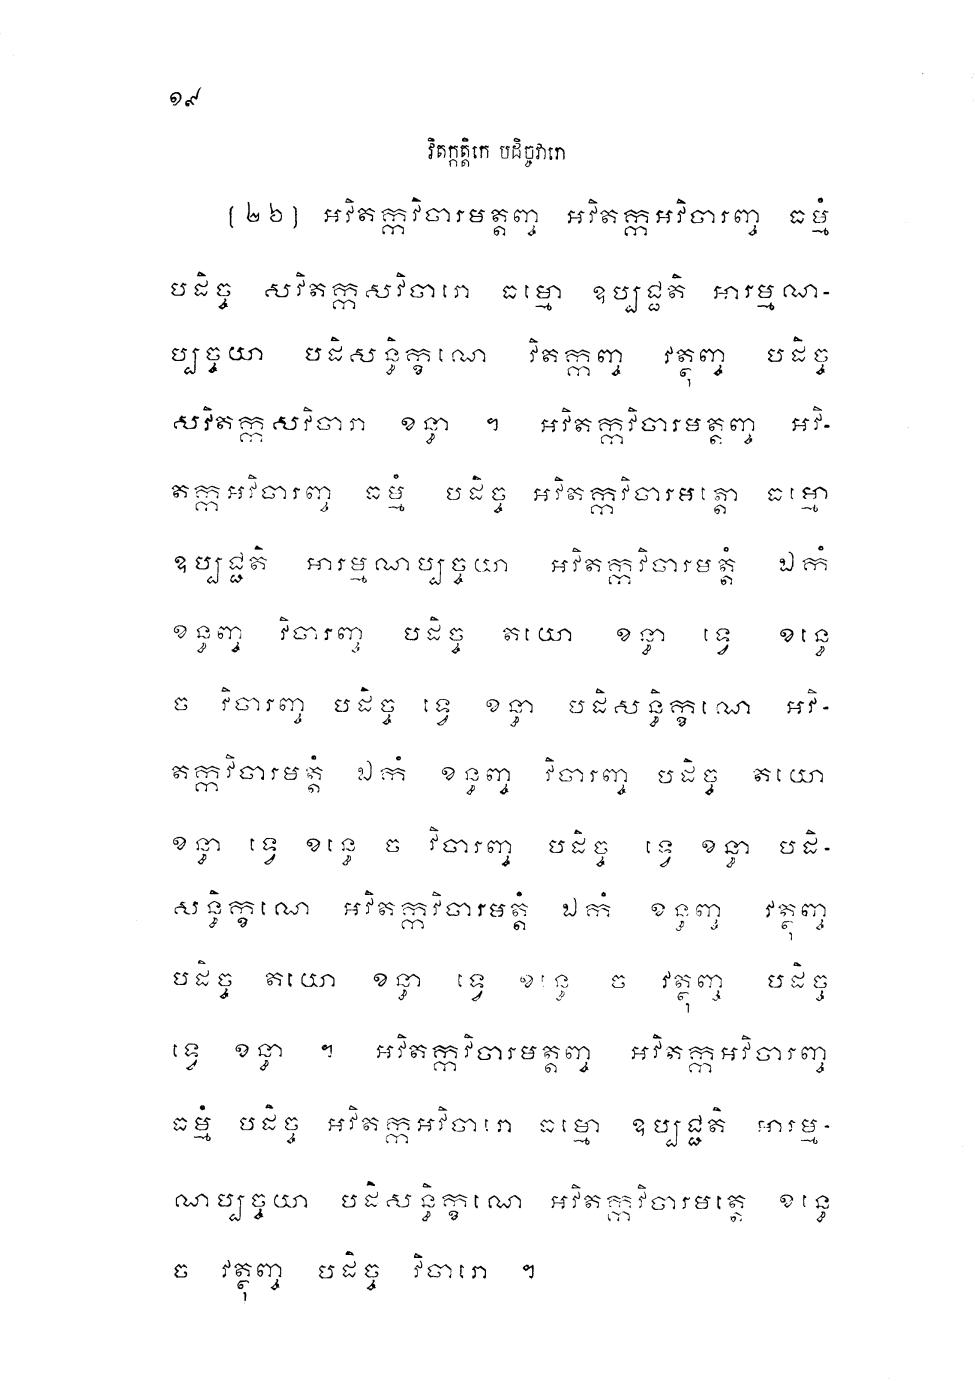 ១៩
វិតក្កត្តិកេ បដិច្ចវារោ
(២៦) អវិតក្កវិចារមត្តញ្ច អវិតក្កអវិចារញ្ច ធម្មំ
បដិច្ច សវិតក្កសវិចារោ ធម្មោ ឧប្បជ្ជតិ អារម្មណ-
ប្បច្ចយា បដិសន្ធិក្ខណេ វិតក្កញ្ច វត្ថុញ្ច បដិច្ច
សវិតក្កសវិចារា ខន្ធា ។ អវិតក្កវិចារមត្តញ្ច អវិ-
តក្កអវិចារញ្ច ធម្មំ បដិច្ច អវិតក្កវិចារមត្តោ ធម្មោ
ឧប្បជ្ជតិ អារម្មណប្បច្ចយា អវិតក្កវិចារមត្តំ ឯកំ
ខន្ធញ្ច វិចារញ្ច បដិច្ច តយោ ខន្ធា ទ្វេ ខន្ធេ
ច វិចារញ្ច បដិច្ច ទ្វេ ខន្ធា បដិសន្ធិក្ខណេ អវិ-
តក្កវិចារមត្តំ ឯកំ ខន្ធញ្ច វិចារញ្ច បដិច្ច តយោ
ខន្ធា ទ្វេ ខន្ធេ ច វិចារញ្ច បដិច្ច ទ្វេ ខន្ធា បដិ-
សន្ធិក្ខណេ អវិតក្កវិចារមត្តំ ឯកំ ខន្ធញ្ច វត្ថុញ្ច
បដិច្ច តយោ ខន្ធា ទ្វេ ខន្ធេ ច វត្ថុញ្ច បដិច្ច
ទ្វេ ខន្ធា ។ អវិតក្កវិចារមត្តញ្ច អវិតក្កអវិចារញ្ច
ធម្មំ បដិច្ច អវិតក្កអវិចារោ ធម្មោ ឧប្បជ្ជតិ អារម្ម-
ណប្បច្ចយា បដិសន្ធិក្ខណេ អវិតក្កវិចារមត្តេ ខន្ធេ
ច វត្ថុញ្ច បដិច្ច វិចារោ ។